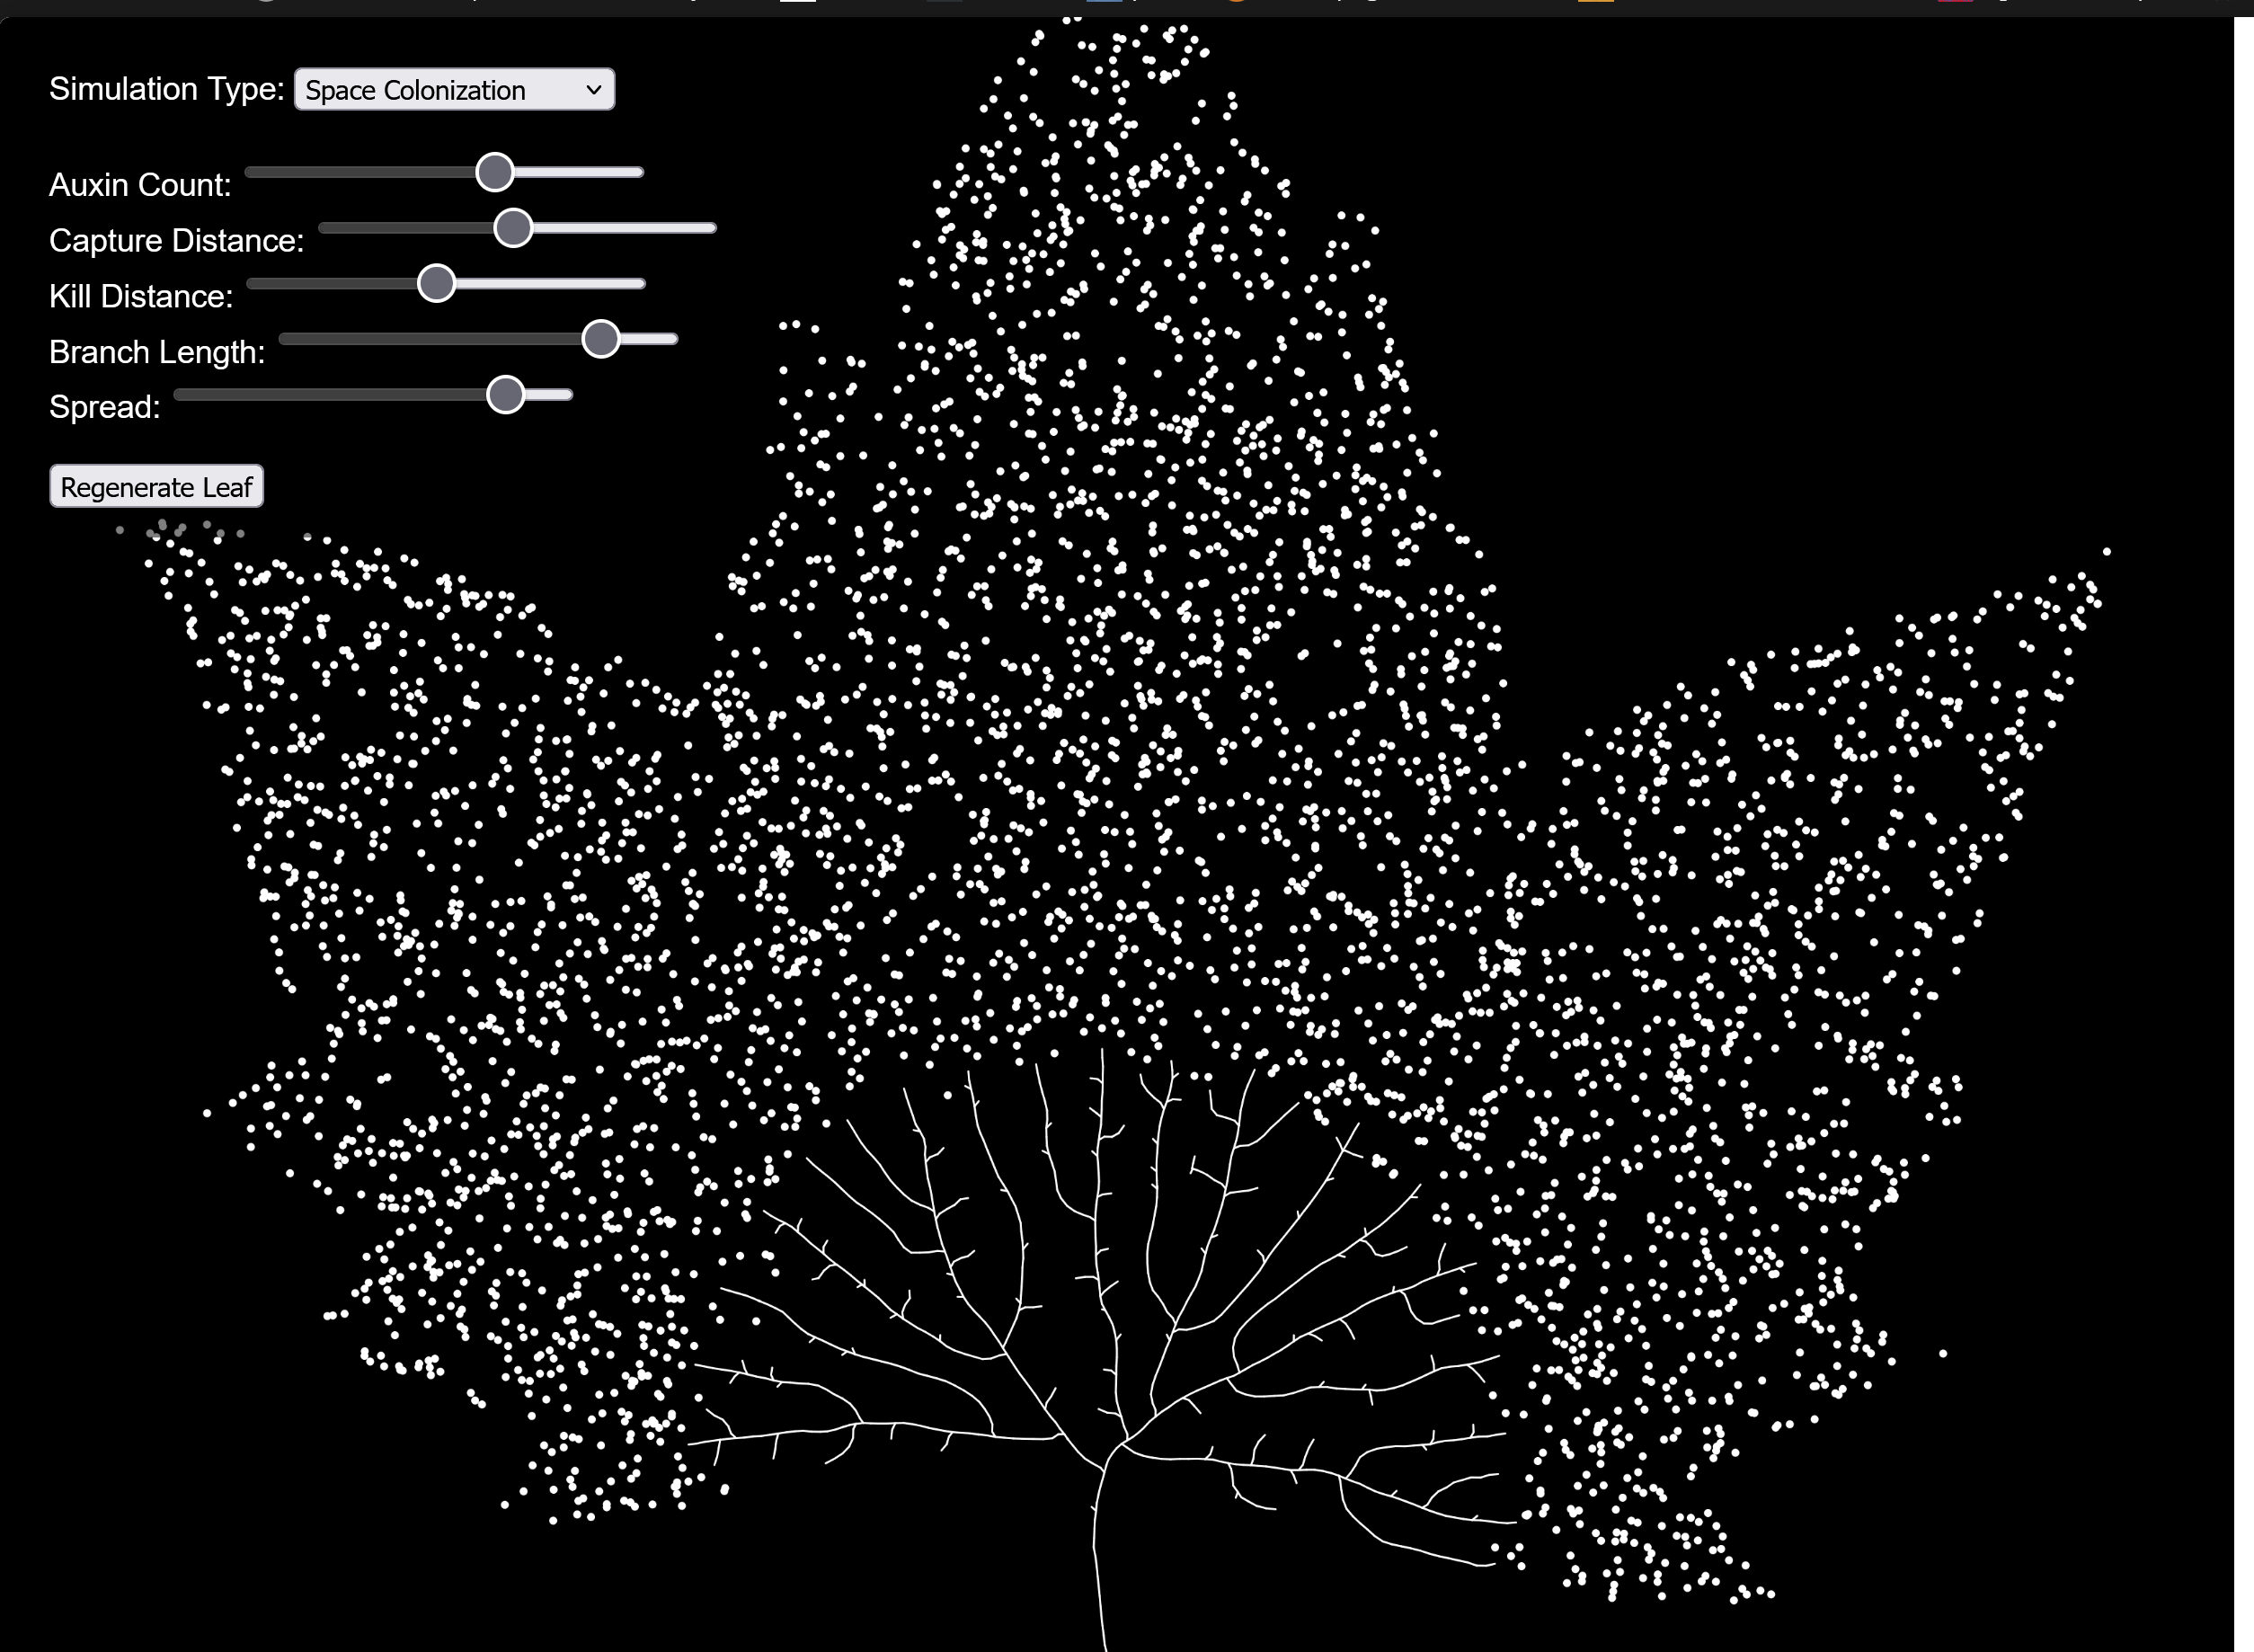 Simulation Type: Space Colonization
Auxin Count:
Capture Distance:
Kill Distance:
Branch Length:
Spread:
Regenerate Leaf